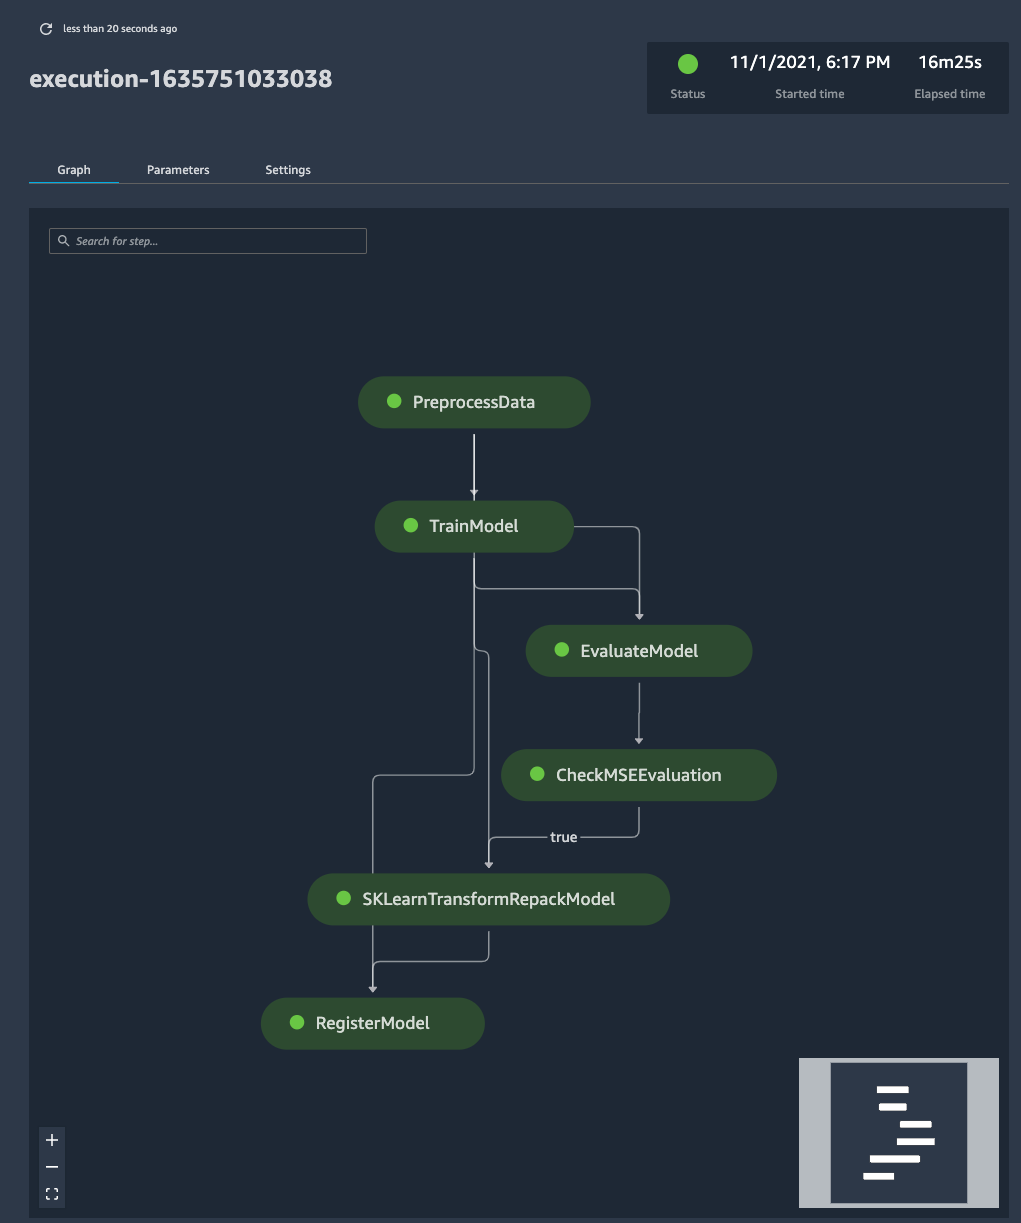 less than 20 seconds ago
execution-1635751033038
11/1/2021, 6:17 PM 16m25s
Status Started time Elapsed time
Graph Parameters Settings
Search for step...
PreprocessData
TrainModel
EvaluateModel
CheckMSEEvaluation
true
SKLearnTransformRepackModel
RegisterModel